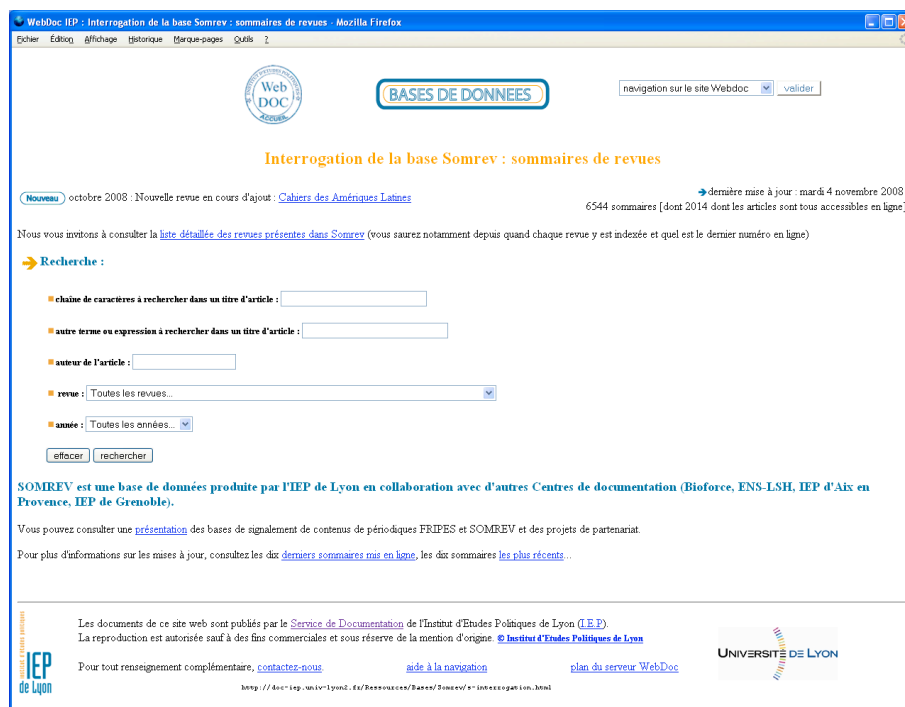 WebDoc IEP : Interrogation de la base Somrev : sommaires de revues - Mozilla Firefox
Fichier Édition Affichage Historique Marque-pages Outils ?
INSTITUT D'ETUDES POLITIQUES
Web
DOC
ACCUEIL
BASES DE DONNEES
navigation sur le site Webdoc
valider
Interrogation de la base Somrev : sommaires de revues
Nouveau octobre 2008 : Nouvelle revue en cours d'ajout : Cahiers des Amériques Latines
dernière mise à jour : mardi 4 novembre 2008
6544 sommaires [dont 2014 dont les articles sont tous accessibles en ligne]
Nous vous invitons à consulter la liste détaillée des revues présentes dans Somrev (vous saurez notamment depuis quand chaque revue y est indexée et quel est le dernier numéro en ligne)
Recherche :
chaîne de caractères à rechercher dans un titre d'article :
autre terme ou expression à rechercher dans un titre d'article :
auteur de l'article :
revue : Toutes les revues...
année : Toutes les années...
effacer rechercher
SOMREV est une base de données produite par l'IEP de Lyon en collaboration avec d'autres Centres de documentation (Bioforce, ENS-LSH, IEP d'Aix en
Provence, IEP de Grenoble).
Vous pouvez consulter une présentation des bases de signalement de contenus de périodiques FRIPES et SOMREV et des projets de partenariat.
Pour plus d'informations sur les mises à jour, consultez les dix derniers sommaires mis en ligne, les dix sommaires les plus récents...
institut d'études politiques
IEP
de Lyon
Les documents de ce site web sont publiés par le Service de Documentation de l'Institut d'Etudes Politiques de Lyon (I.E.P).
La reproduction est autorisée sauf à des fins commerciales et sous réserve de la mention d'origine. © Institut d'Etudes Politiques de Lyon
Pour tout renseignement complémentaire, contactez-nous. aide à la navigation plan du serveur WebDoc
http://doc-iep.univ-lyon2.fr/Ressources/Bases/Somrev/s-interrogation.html
UNIVERSITÉ DE LYON